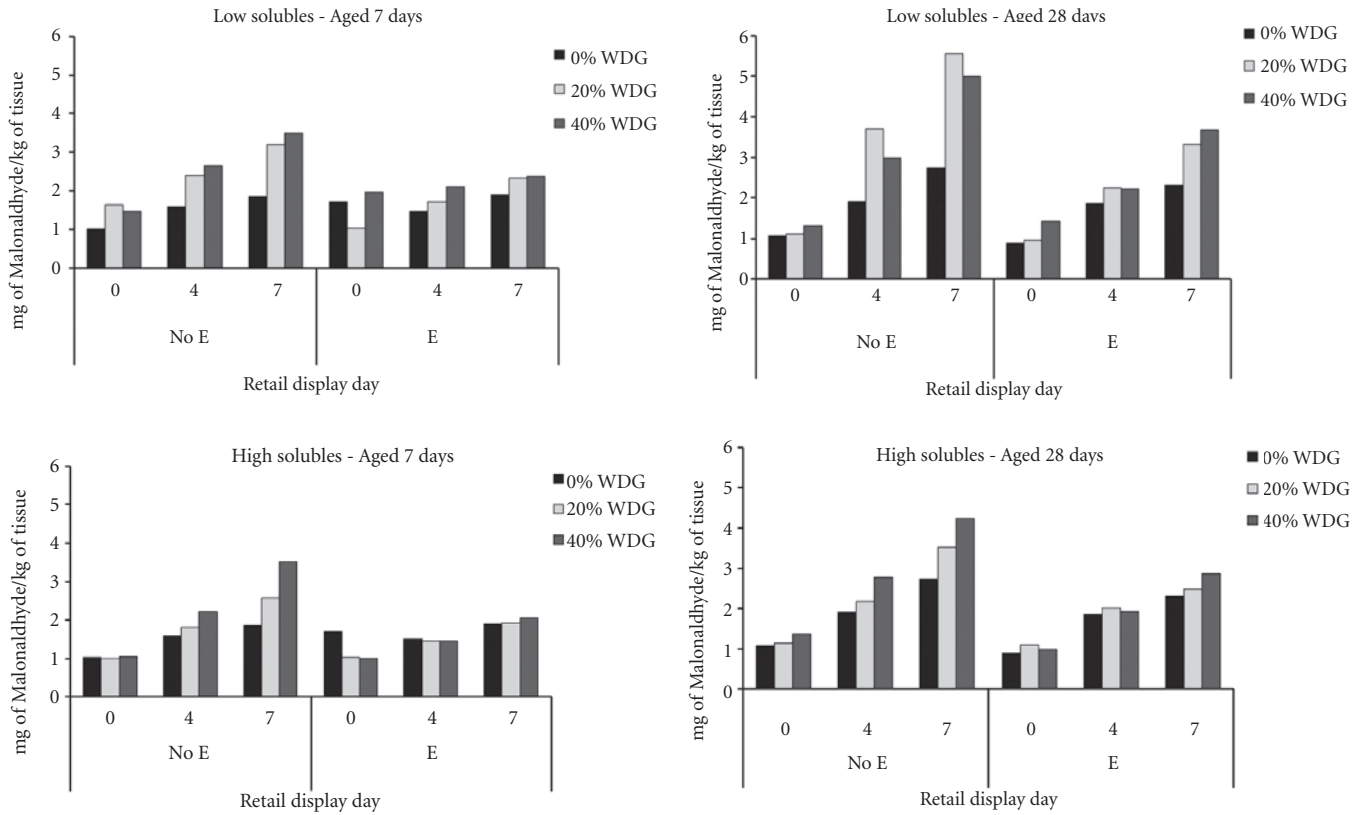 Low solubles - Aged 7 days
6
5
4
3
2
1
0
mg of Malonaldhyde/kg of tissue
0% WDG
20% WDG
40% WDG
0 4 7 0 4 7
No E E
Retail display day
Low solubles - Aged 28 days
6
5
4
3
2
1
0
mg of Malonaldhyde/kg of tissue
0% WDG
20% WDG
40% WDG
0 4 7 0 4 7
No E E
Retail display day
High solubles - Aged 7 days
6
5
4
3
2
1
0
mg of Malonaldhyde/kg of tissue
0% WDG
20% WDG
40% WDG
0 4 7 0 4 7
No E E
Retail display day
High solubles - Aged 28 days
6
5
4
3
2
1
0
mg of Malonaldhyde/kg of tissue
0% WDG
20% WDG
40% WDG
0 4 7 0 4 7
No E E
Retail display day